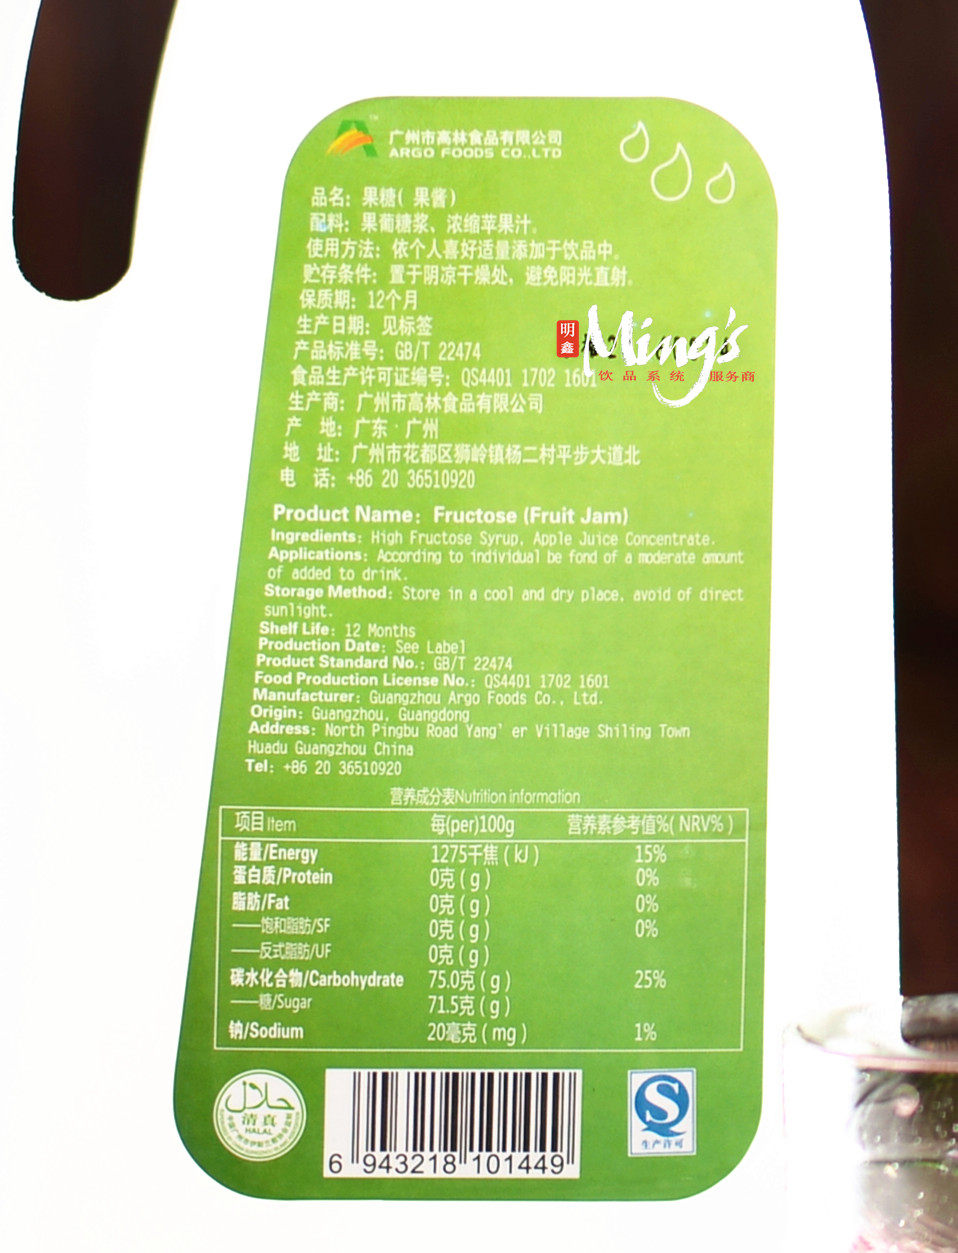 广州市高林食品有限公司
ARGO FOODS CO.,LTD
品名：果糖（果酱）
配料：果葡糖浆、浓缩苹果汁。
使用方法：依个人喜好适量添加于饮品中。
贮存条件：置于阴凉干燥处，避免阳光直射。
保质期：12个月
生产日期：见标签
产品标准号：GB/T 22474
明鑫 Ming's
饮品系统 服务商
食品生产许可证编号：QS4401 1702 1601
生产商：广州市高林食品有限公司
产 地：广东·广州
地 址：广州市花都区狮岭镇杨二村平步大道北
电 话：+86 20 36510920
Product Name: Fructose (Fruit Jam)
Ingredients: High Fructose Syrup, Apple Juice Concentrate.
Applications: According to individual be fond of a moderate amount
of added to drink.
Storage Method: Store in a cool and dry place, avoid of direct
sunlight.
Shelf Life: 12 Months
Production Date: See Label
Product Standard No.: GB/T 22474
Food Production License No.: QS4401 1702 1601
Manufacturer: Guangzhou Argo Foods Co., Ltd.
Origin: Guangzhou, Guangdong
Address: North Pingbu Road Yang' er Village Shiling Town
Huadu Guangzhou China
Tel: +86 20 36510920
营养成分表Nutrition information
项目Item 每(per)100g 营养素参考值%(NRV%)
能量/Energy 1275千焦(kJ) 15%
蛋白质/Protein 0克(g) 0%
脂肪/Fat 0克(g) 0%
——饱和脂肪/SF 0克(g) 0%
——反式脂肪/UF 0克(g)
碳水化合物/Carbohydrate 75.0克(g) 25%
——糖/Sugar 71.5克(g)
钠/Sodium 20毫克(mg) 1%
حلال
清真
HALAL
6 943218 101449
生产许可